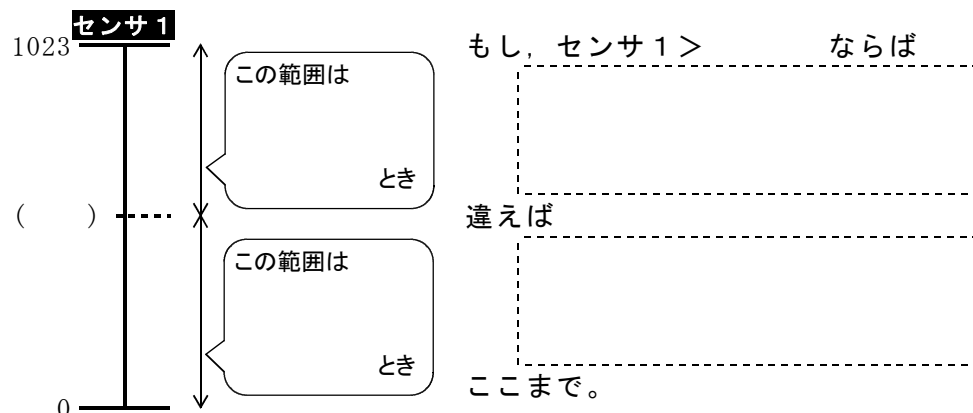 センサ１
1023
この範囲は
とき
(　　)
この範囲は
とき
0
もし，センサ１＞　　　　ならば
違えば
ここまで。